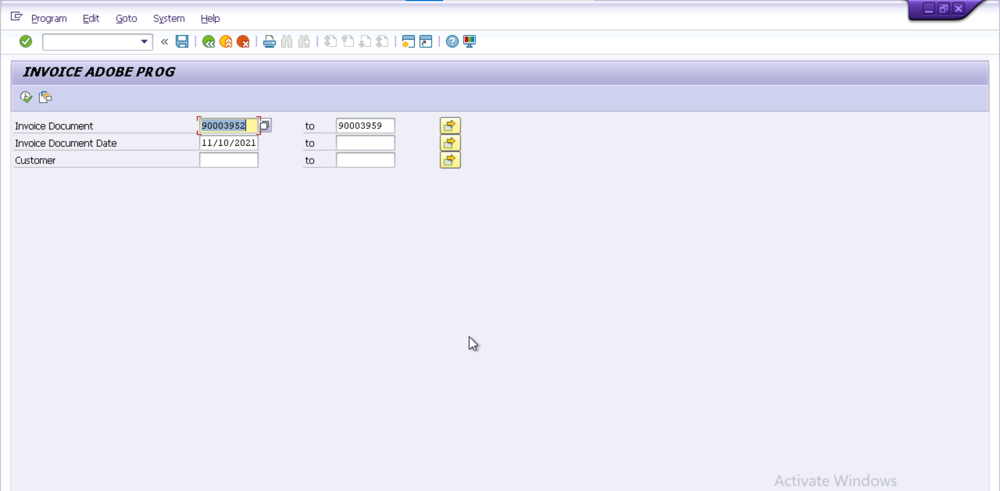 Program Edit Goto System Help
INVOICE ADOBE PROG
Invoice Document 90003952 to 90003959
Invoice Document Date 11/10/2021 to
Customer to
Activate Windows